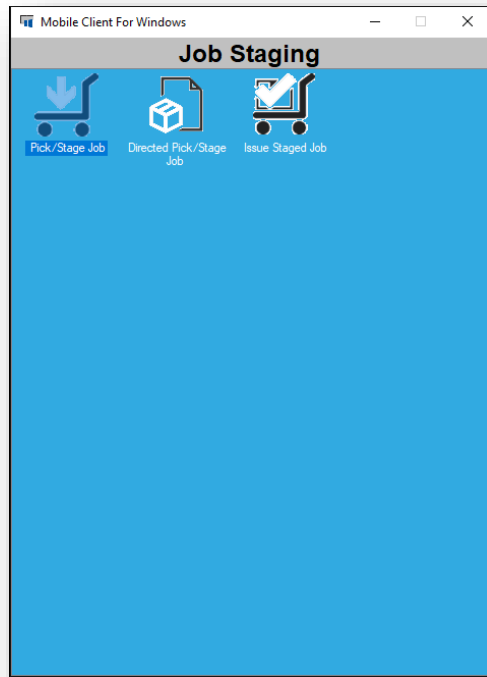 Mobile Client For Windows
Job Staging
Pick/Stage Job
Directed Pick/Stage
Job
Issue Staged Job